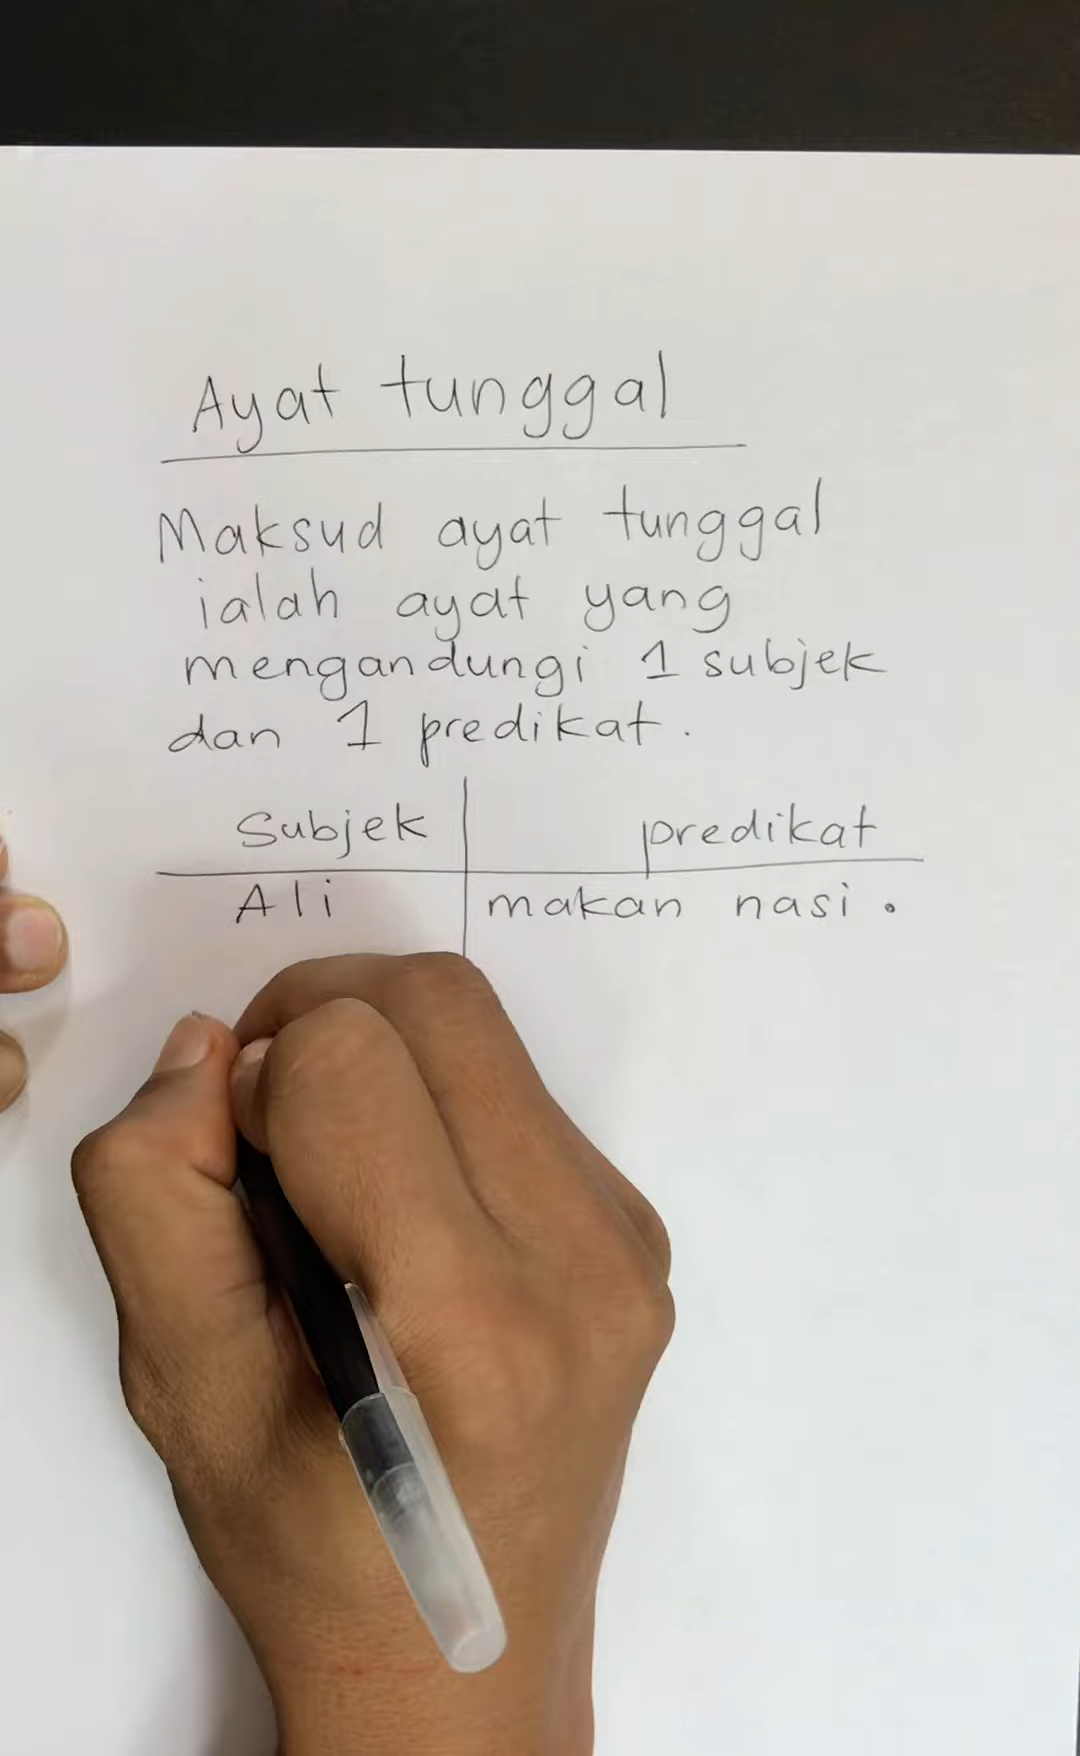 Ayat tunggal
Maksud ayat tunggal
ialah ayat yang
mengandungi 1 subjek
dan 1 predikat.
Subjek predikat
Ali makan nasi.